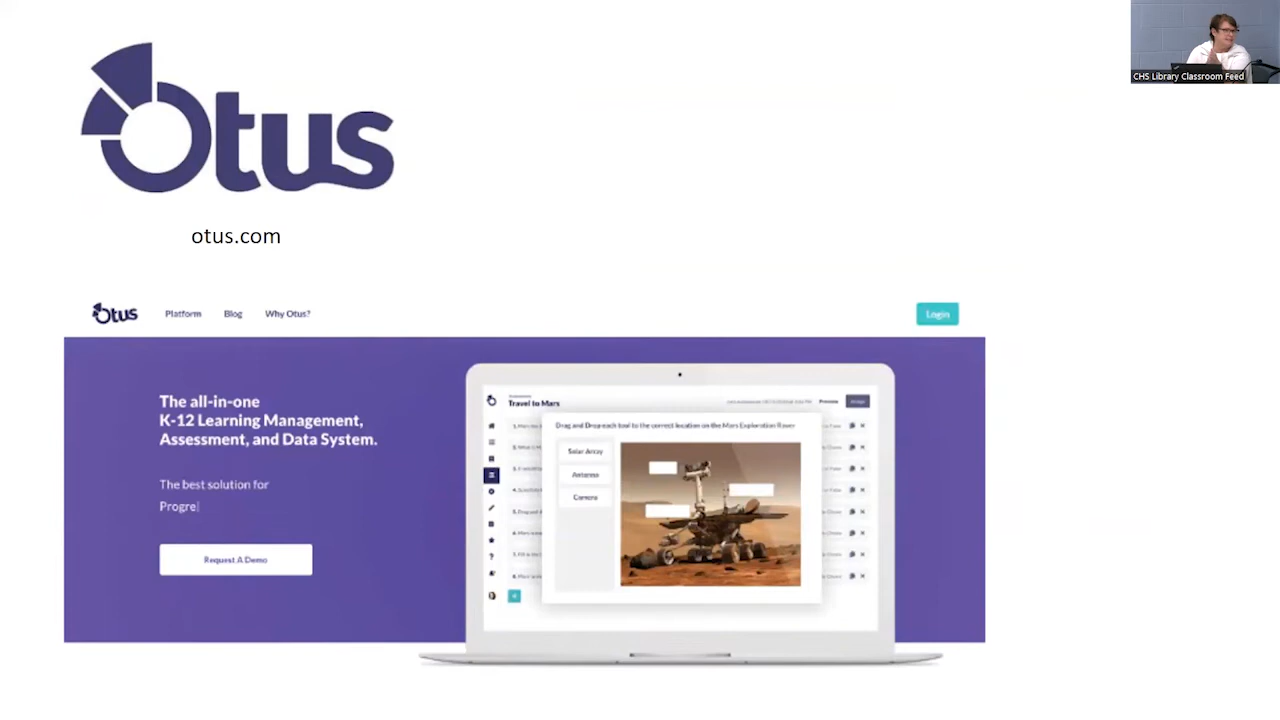 CHS Library Classroom Feed
Otus
otus.com
Otus
Platform
Blog
Why Otus?
Login
The all-in-one
K-12 Learning Management,
Assessment, and Data System.
The best solution for
Progre
Request A Demo
Travel to Mars
Preview
Drag and Drop each tool to the correct location on the Mars Exploration Rover
Solar Array
Antenna
Camera